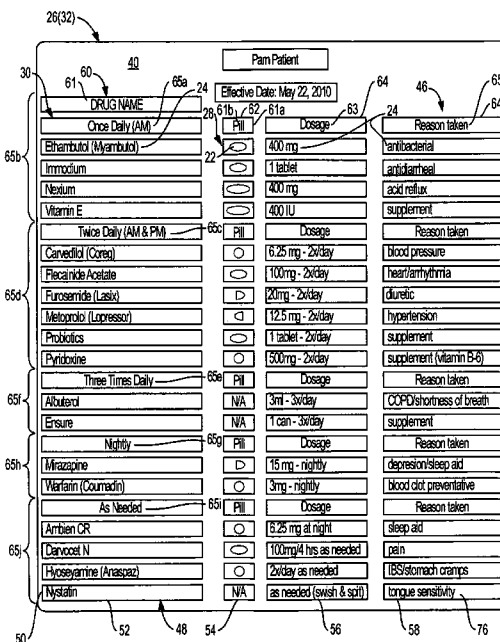 26(32)
40
Pam Patient
61 60 65a 24
Effective Date: May 22, 2010
30 28 61b 62 61a 63 64 24 46 65 64
DRUG NAME
Once Daily (AM) Pill Dosage Reason taken
65b Ethambutol (Myambutol) 22 400 mg antibacterial
Immodium 1 tablet antidiarrheal
Nexium 400 mg acid reflux
Vitamin E 400 IU supplement
Twice Daily (AM & PM) 65c Pill Dosage Reason taken
Carvedilol (Coreg) 6.25 mg - 2x/day blood pressure
Flecainide Acetate 100mg - 2x/day heart/arrhythmia
65d Furosemide (Lasix) 20mg - 2x/day diuretic
Metoprolol (Lopressor) 12.5 mg - 2x/day hypertension
Probiotics 1 tablet - 2x/day supplement
Pyridoxine 500mg - 2x/day supplement (vitamin B-6)
Three Times Daily 65e Pill Dosage Reason taken
65f Albuterol N/A 3ml - 3x/day COPD/shortness of breath
Ensure N/A 1 can - 3x/day supplement
Nightly 65g Pill Dosage Reason taken
65h Mirazapine 15 mg - nightly depresion/sleep aid
Warfarin (Coumadin) 3mg - nightly blood clot preventative
As Needed 65i Pill Dosage Reason taken
Ambien CR 6.25 mg at night sleep aid
65j Darvocet N 100mg/4 hrs as needed pain
Hyoseyamine (Anaspaz) 2x/day as needed IBS/stomach cramps
Nystatin N/A as needed (swish & spit) tongue sensitivity
50 52 48 54 56 58 76